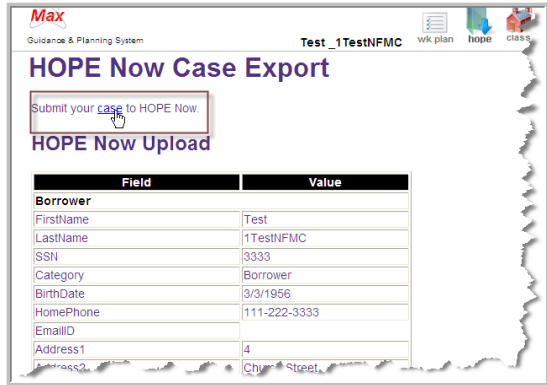 Max
Guidance & Planning System
Test _1TestNFMC
wk plan
hope
class
HOPE Now Case Export
Submit your case to HOPE Now.
HOPE Now Upload
Field Value
Borrower
FirstName Test
LastName 1TestNFMC
SSN 3333
Category Borrower
BirthDate 3/3/1956
HomePhone 111-222-3333
EmailID
Address1 4
Address2 Church Street